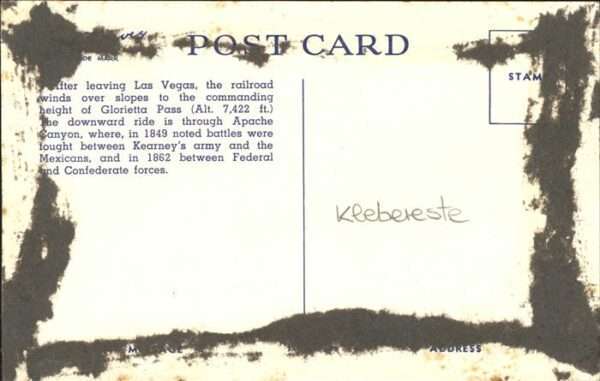 POST CARD
STAM
After leaving Las Vegas, the railroad
winds over slopes to the commanding
height of Glorietta Pass (Alt. 7,422 ft.)
the downward ride is through Apache
Canyon, where, in 1849 noted battles were
fought between Kearney's army and the
Mexicans, and in 1862 between Federal
and Confederate forces.
Klebereste
ADDRESS